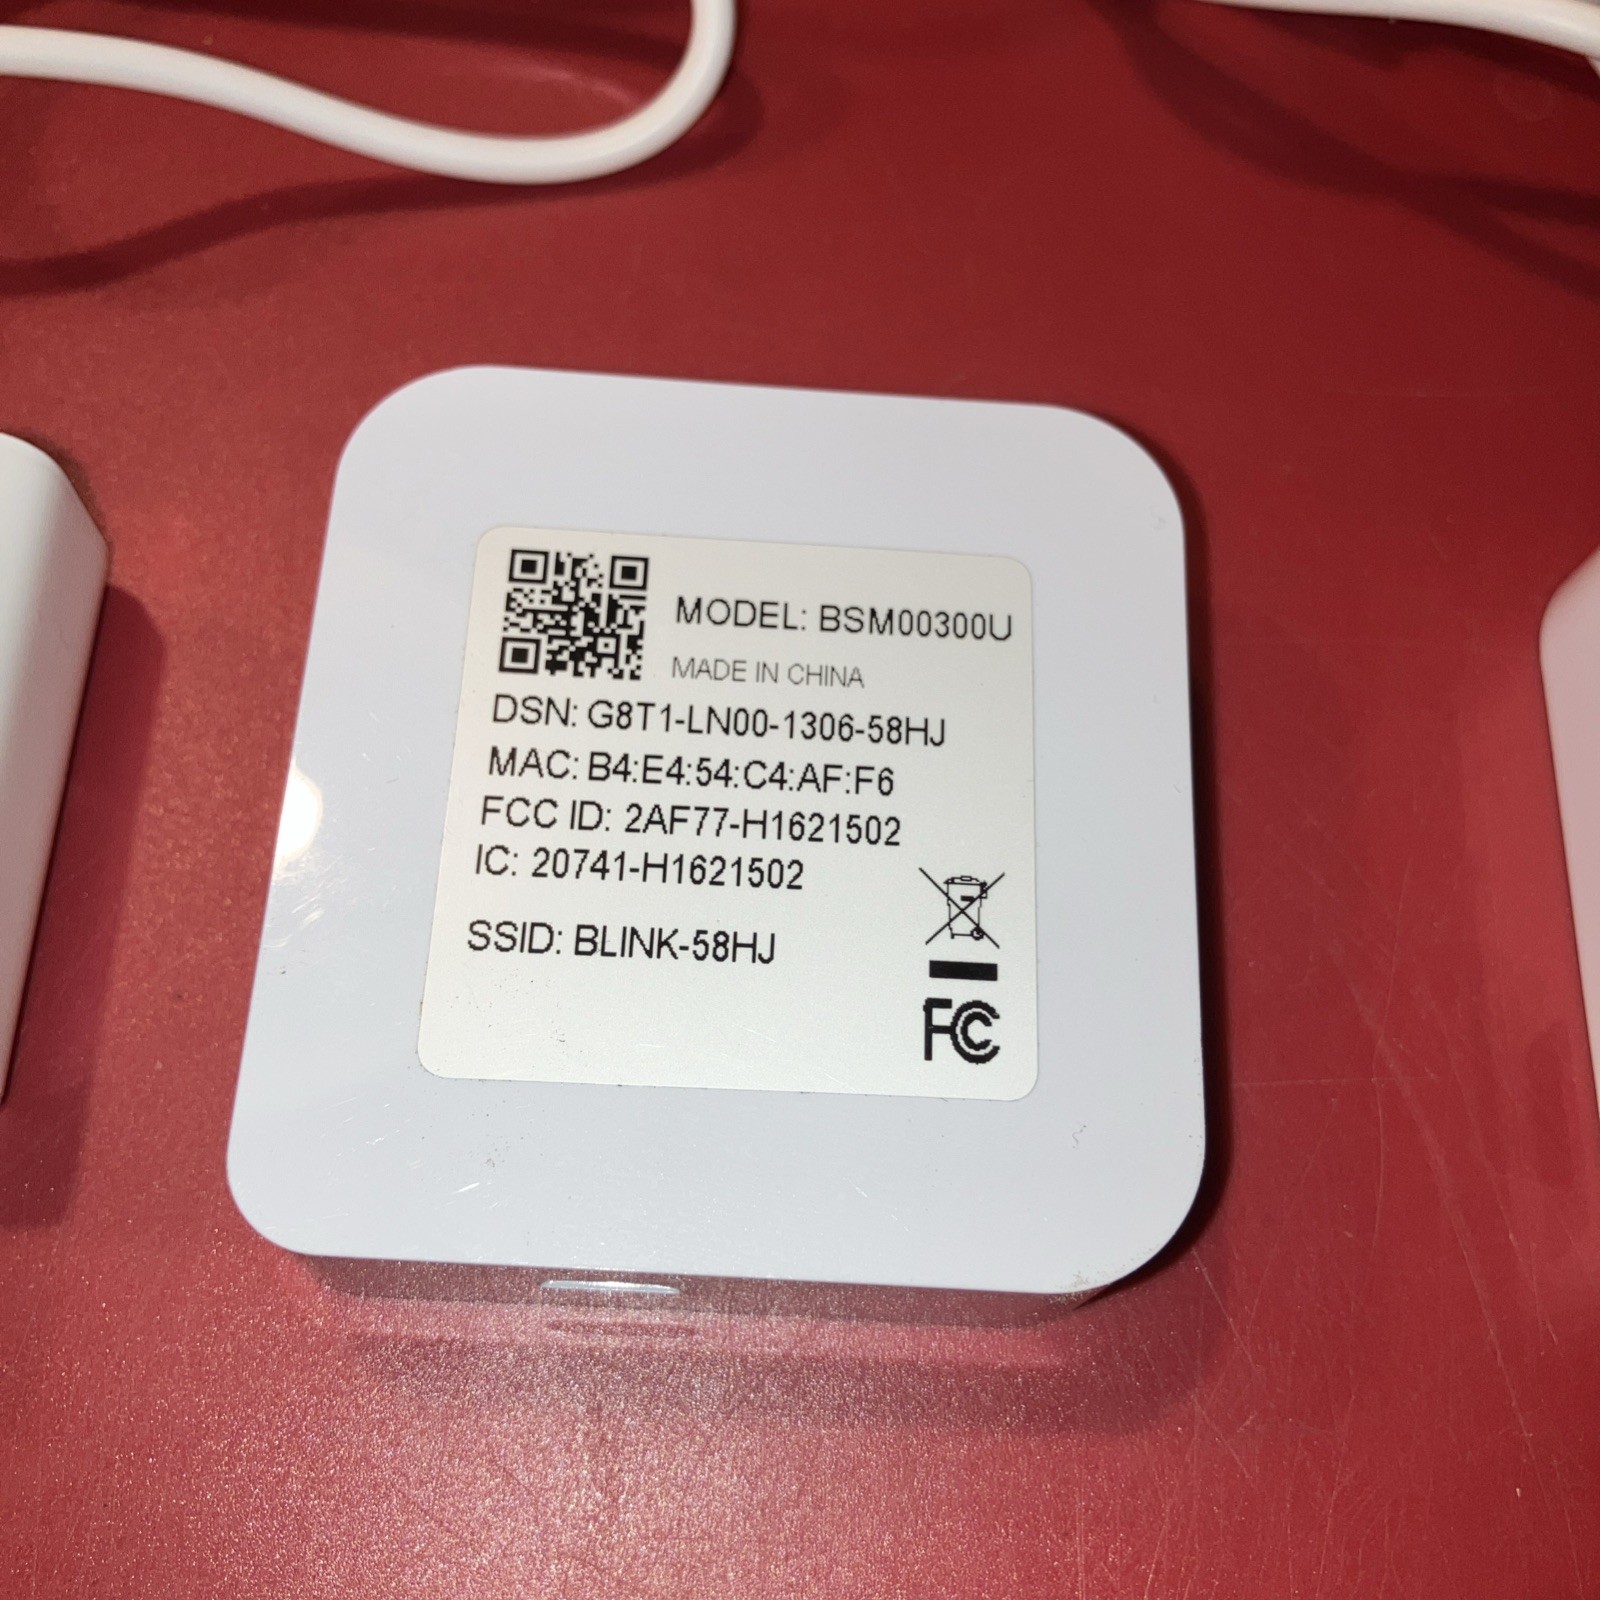 MODEL: BSM00300U
MADE IN CHINA
DSN: G8T1-LN00-1306-58HJ
MAC: B4:E4:54:C4:AF:F6
FCC ID: 2AF77-H1621502
IC: 20741-H1621502
SSID: BLINK-58HJ
FC